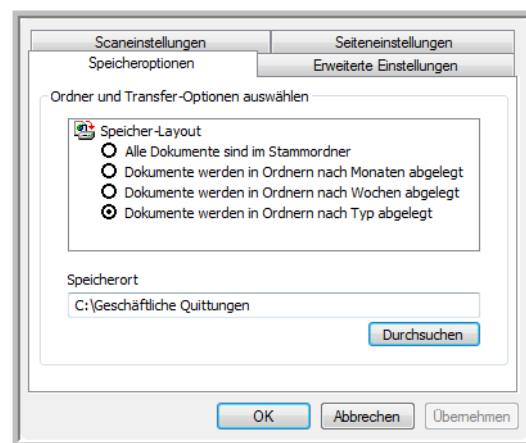 Scaneinstellungen
Seiteneinstellungen
Speicheroptionen
Erweiterte Einstellungen
Ordner und Transfer-Optionen auswählen
Speicher-Layout
Alle Dokumente sind im Stammordner
Dokumente werden in Ordnern nach Monaten abgelegt
Dokumente werden in Ordnern nach Wochen abgelegt
Dokumente werden in Ordnern nach Typ abgelegt
Speicherort
C:\Geschäftliche Quittungen
Durchsuchen
OK
Abbrechen
Übernehmen